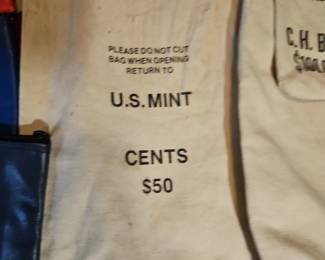 PLEASE DO NOT CUT
BAG WHEN OPENING
RETURN TO
U.S. MINT
CENTS
$50
C. H. B